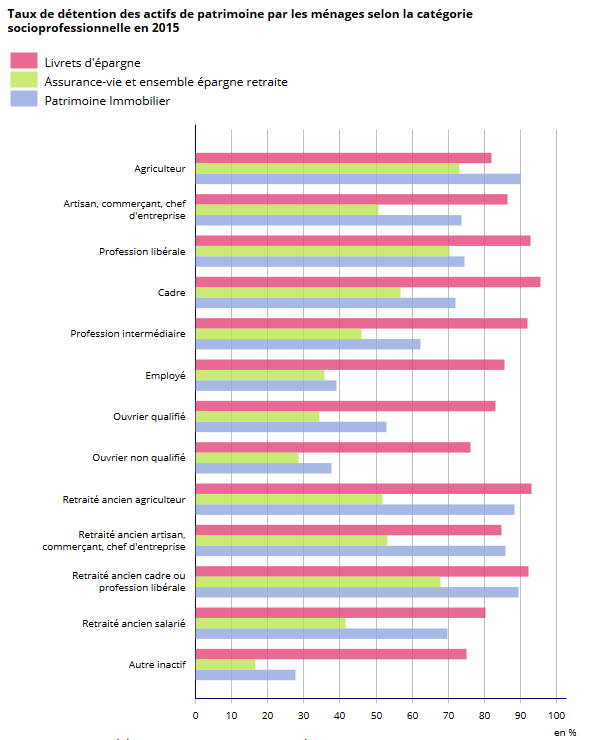 Taux de détention des actifs de patrimoine par les ménages selon la catégorie
socioprofessionnelle en 2015
Livrets d'épargne
Assurance-vie et ensemble épargne retraite
Patrimoine Immobilier
Agriculteur
Artisan, commerçant, chef
d'entreprise
Profession libérale
Cadre
Profession intermédiaire
Employé
Ouvrier qualifié
Ouvrier non qualifié
Retraité ancien agriculteur
Retraité ancien artisan,
commerçant, chef d'entreprise
Retraité ancien cadre ou
profession libérale
Retraité ancien salarié
Autre inactif
0 10 20 30 40 50 60 70 80 90 100
en %